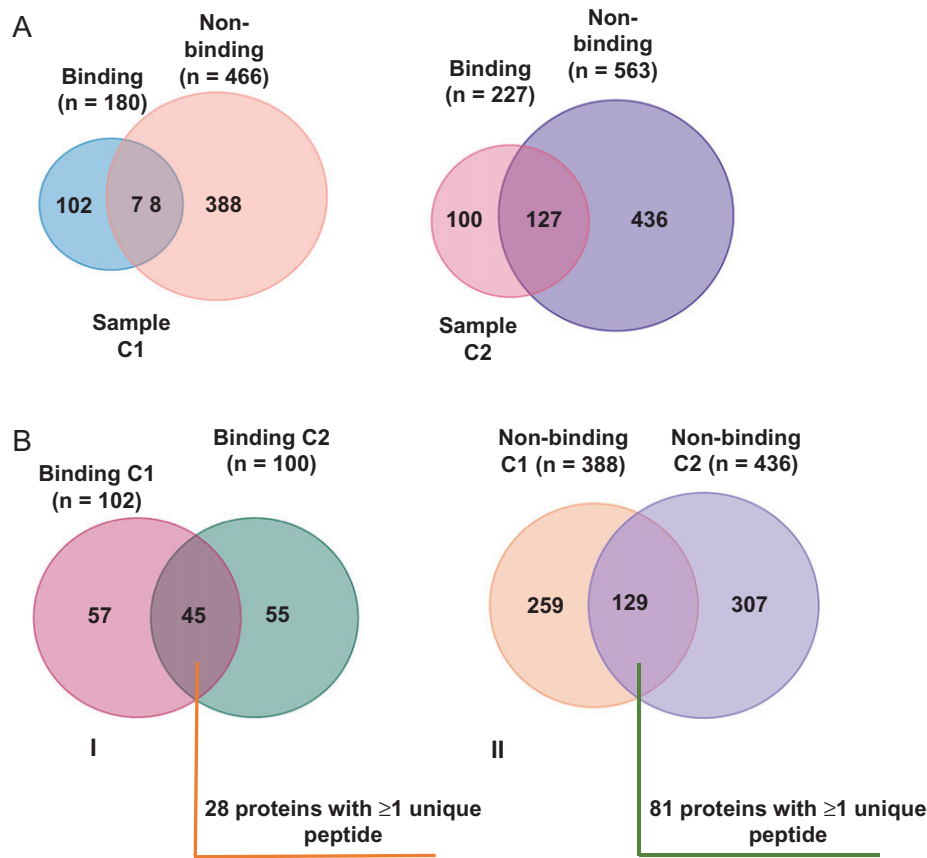 A
Binding
(n = 180)
Non-
binding
(n = 466)
102
7 8
388
Sample
C1
Binding
(n = 227)
Non-
binding
(n = 563)
100
127
436
Sample
C2
B
Binding C1
(n = 102)
Binding C2
(n = 100)
57
45
55
I
28 proteins with ≥1 unique
peptide
Non-binding
C1 (n = 388)
Non-binding
C2 (n = 436)
259
129
307
II
81 proteins with ≥1 unique
peptide